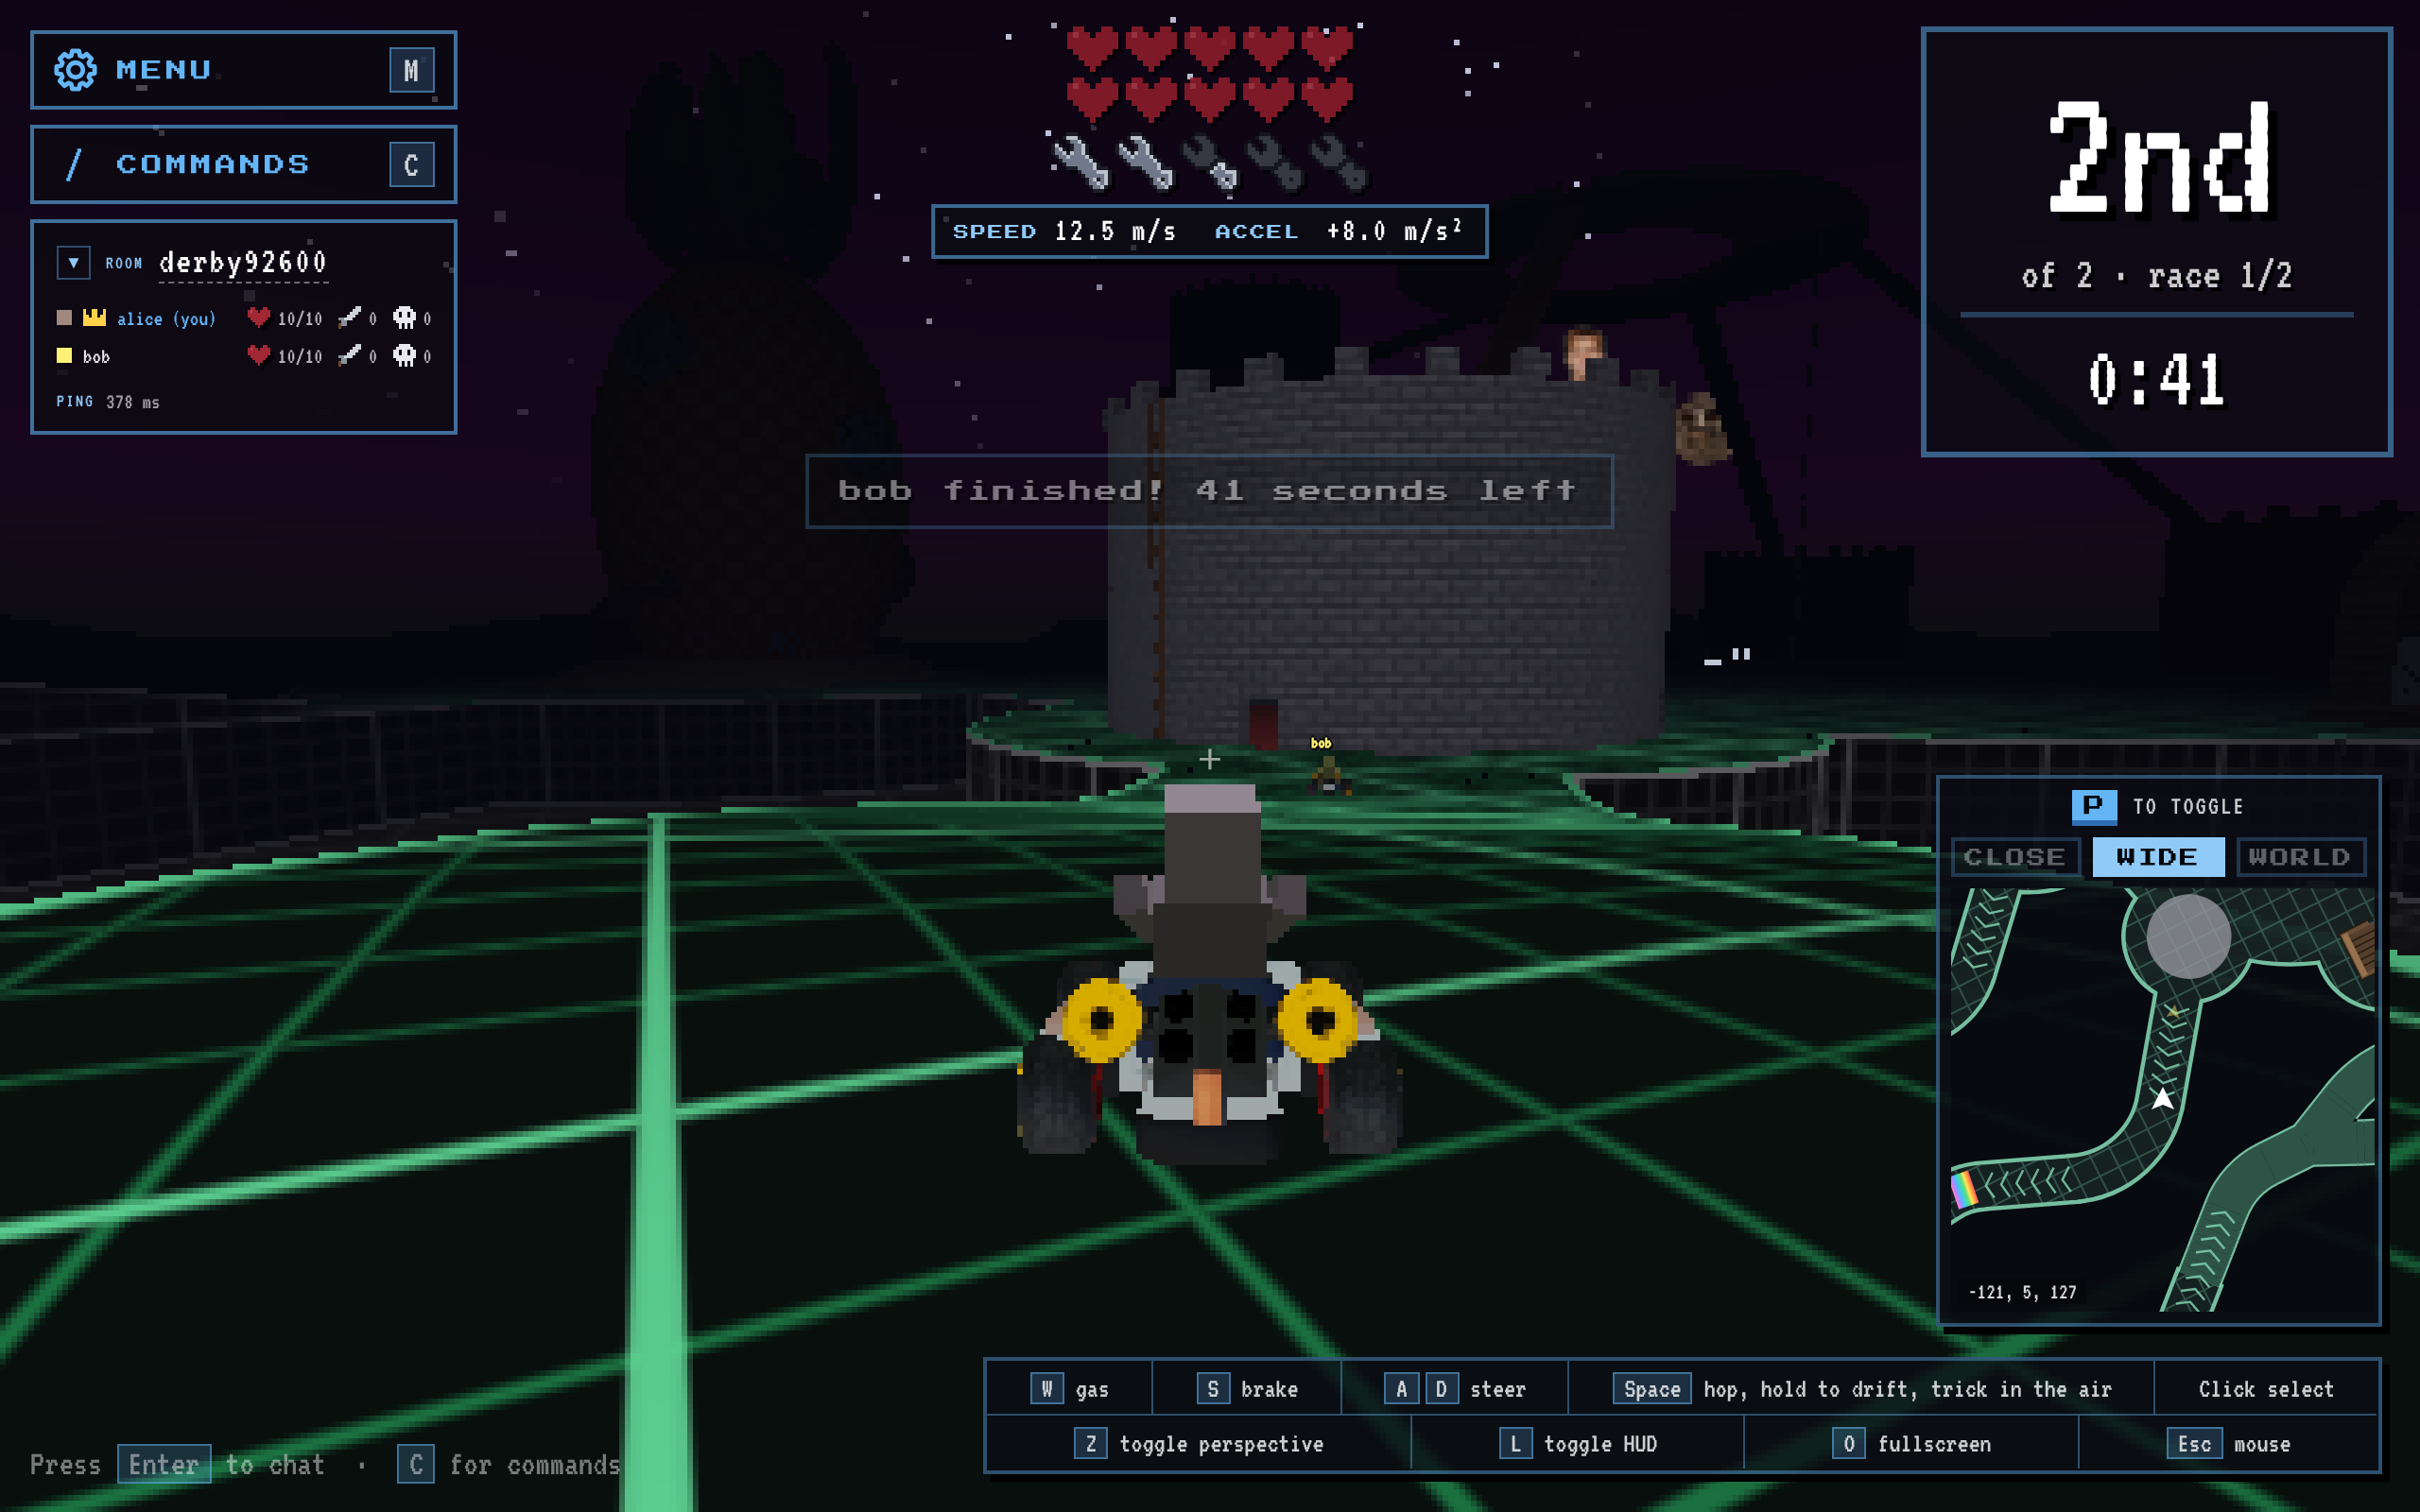 MENU M
/ COMMANDS C
ROOM derby92600
alice (you) 10/10 0 0
bob 10/10 0 0
PING 378 ms
SPEED 12.5 m/s ACCEL +8.0 m/s²
2nd
of 2 · race 1/2
0:41
bob finished! 41 seconds left
bob
P TO TOGGLE
CLOSE WIDE WORLD
-121, 5, 127
W gas S brake A D steer Space hop, hold to drift, trick in the air Click select
Z toggle perspective L toggle HUD O fullscreen Esc mouse
Press Enter to chat · C for commands